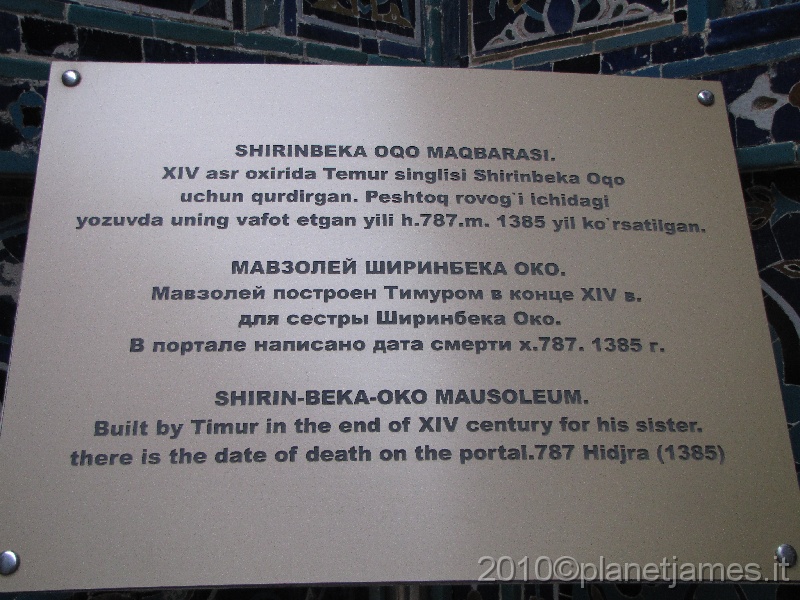 SHIRINBEKA OQO MAQBARASI.
XIV asr oxirida Temur singlisi Shirinbeka Oqo
uchun qurdirgan. Peshtoq rovog`i ichidagi
yozuvda uning vafot etgan yili h.787.m. 1385 yil ko`rsatilgan.
МАВЗОЛЕЙ ШИРИНБЕКА ОКО.
Мавзолей построен Тимуром в конце XIV в.
для сестры Ширинбека Око.
В портале написано дата смерти х.787. 1385 г.
SHIRIN-BEKA-OKO MAUSOLEUM.
Built by Timur in the end of XIV century for his sister.
there is the date of death on the portal.787 Hidjra (1385)
2010©planetjames.it